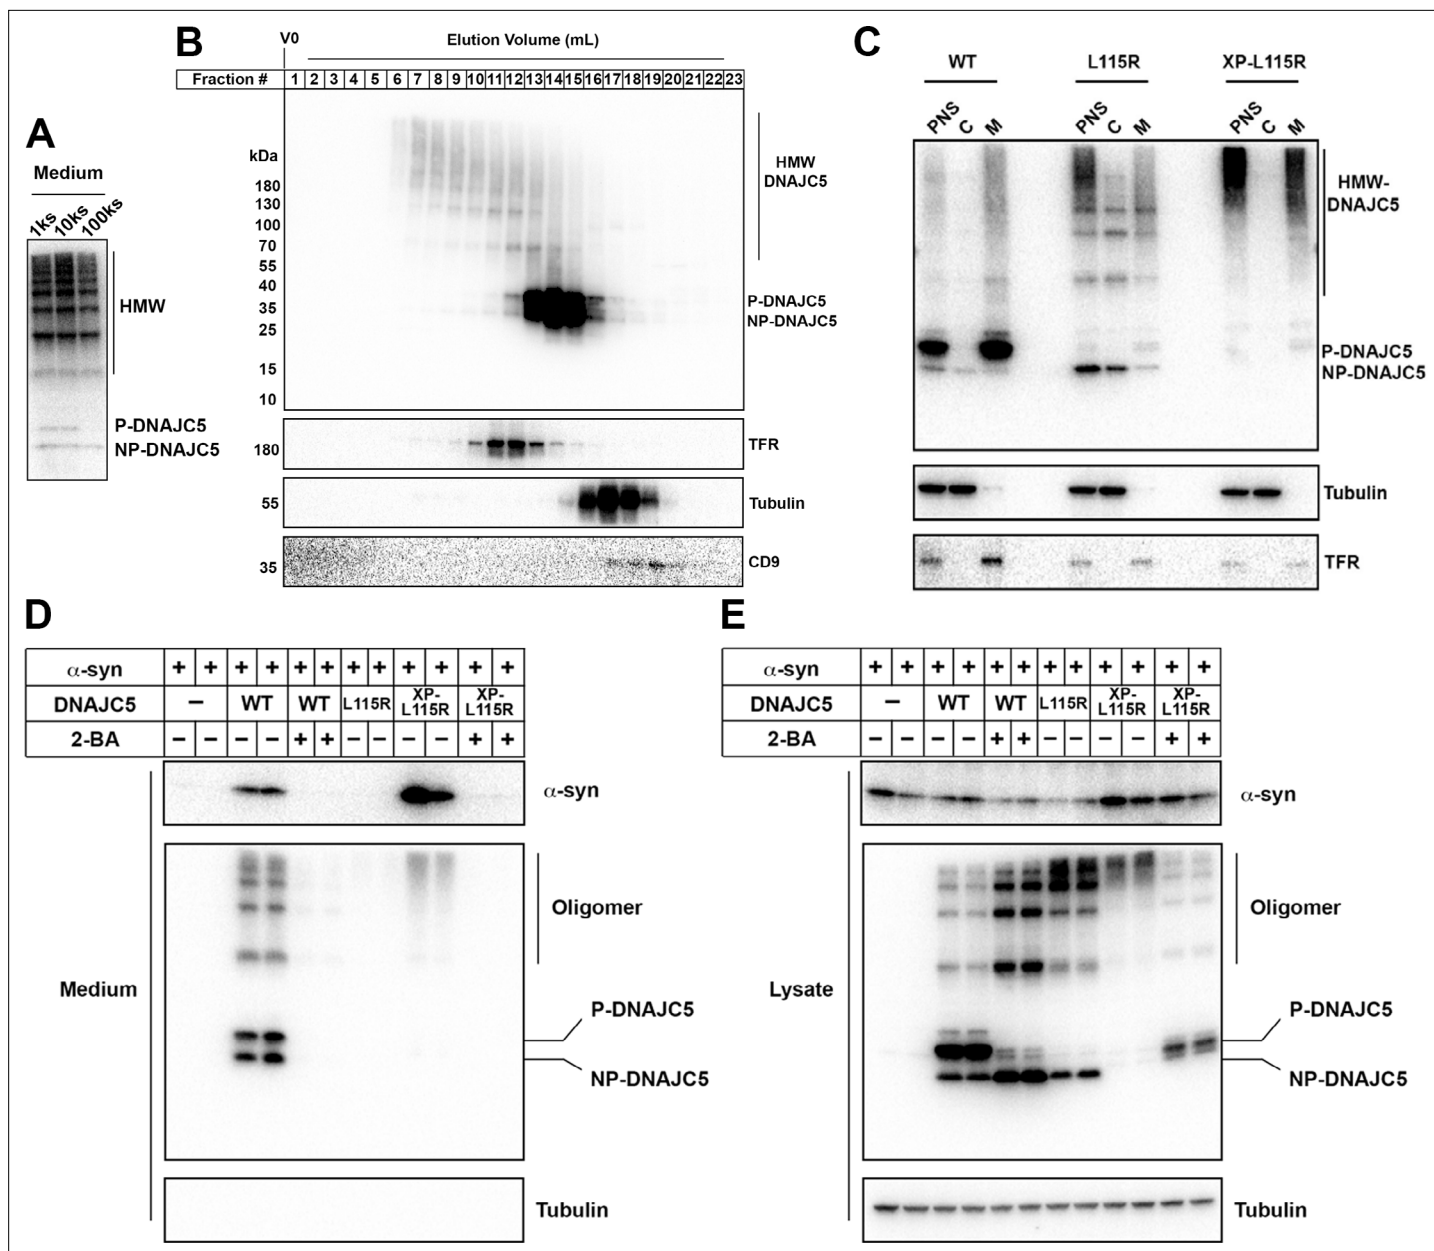 A
Medium
1ks 10ks 100ks
HMW
P-DNAJC5
NP-DNAJC5
B
V0
Elution Volume (mL)
Fraction # 1 2 3 4 5 6 7 8 9 10 11 12 13 14 15 16 17 18 19 20 21 22 23
kDa
180
130
100
70
55
40
35
25
15
10
HMW
DNAJC5
P-DNAJC5
NP-DNAJC5
180
TFR
55
Tubulin
35
CD9
C
WT L115R XP-L115R
PNS C M PNS C M PNS C M
HMW-
DNAJC5
P-DNAJC5
NP-DNAJC5
Tubulin
TFR
D
α-syn + + + + + + + + + + + +
DNAJC5 – WT WT L115R XP-L115R XP-L115R
2-BA – – – – + + – – – – + +
α-syn
Oligomer
Medium
P-DNAJC5
NP-DNAJC5
Tubulin
E
α-syn + + + + + + + + + + + +
DNAJC5 – WT WT L115R XP-L115R XP-L115R
2-BA – – – – + + – – – – + +
α-syn
Oligomer
Lysate
P-DNAJC5
NP-DNAJC5
Tubulin